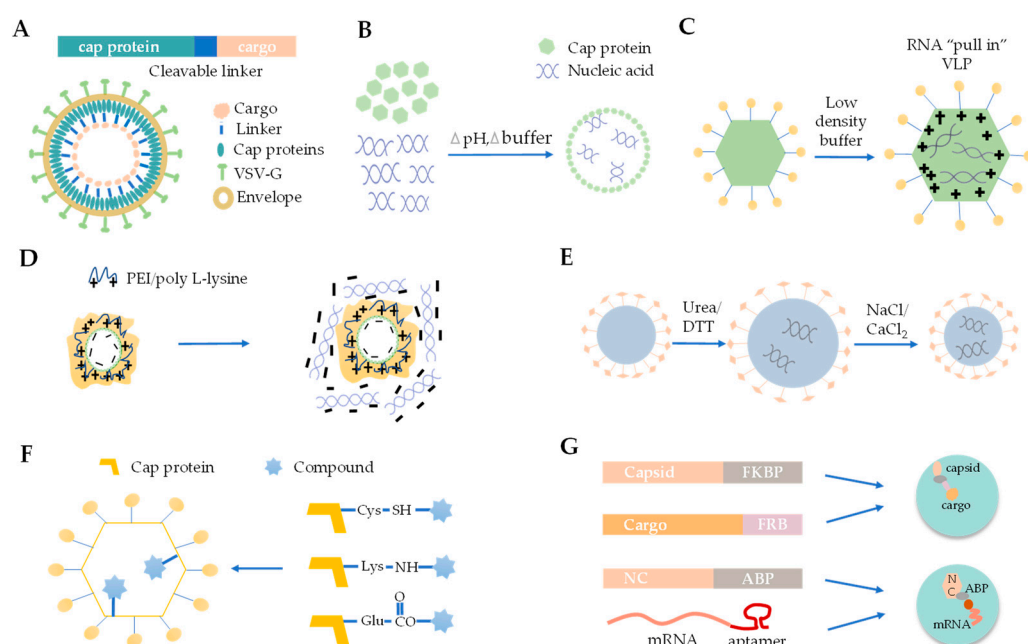 A
cap protein
cargo
Cleavable linker
Cargo
Linker
Cap proteins
VSV-G
Envelope
B
Cap protein
Nucleic acid
△pH,△buffer
C
RNA “pull in”
VLP
Low
density
buffer
D
PEI/poly L-lysine
E
Urea/
DTT
NaCl/
CaCl2
F
Cap protein
Compound
Cys SH
Lys NH
O
Glu CO
G
Capsid FKBP
Cargo FRB
capsid
cargo
NC ABP
mRNA aptamer
N
C
ABP
mRNA